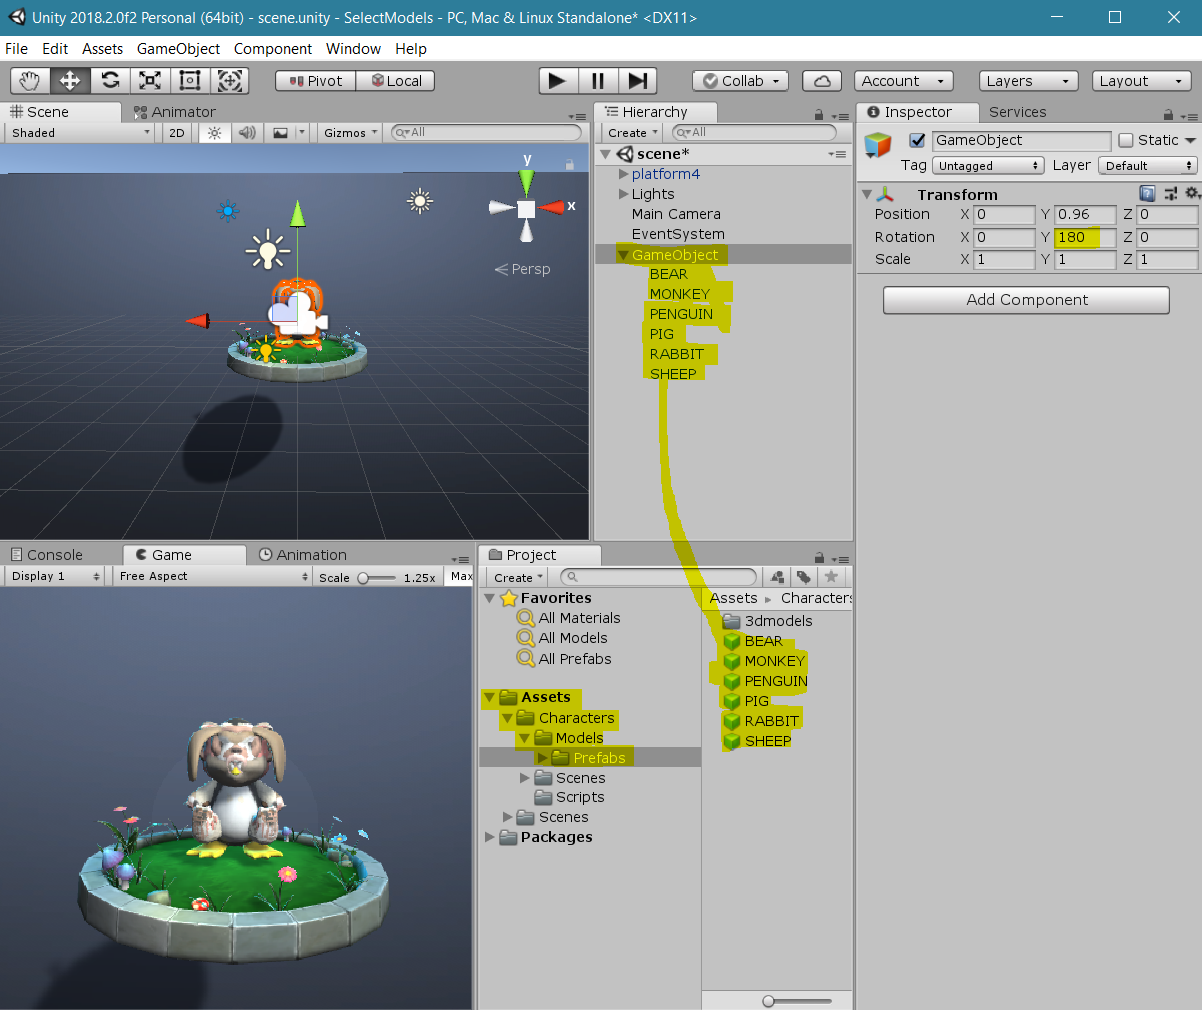 Unity 2018.2.0f2 Personal (64bit) - scene.unity - SelectModels - PC, Mac & Linux Standalone* <DX11>
File Edit Assets GameObject Component Window Help
Pivot Local Collab Account Layers Layout
Scene Animator
Shaded 2D Gizmos All
y
x
Persp
Hierarchy
Create All
scene*
platform4
Lights
Main Camera
EventSystem
GameObject
BEAR
MONKEY
PENGUIN
PIG
RABBIT
SHEEP
Inspector Services
GameObject Static
Tag Untagged Layer Default
Transform
Position X 0 Y 0.96 Z 0
Rotation X 0 Y 180 Z 0
Scale X 1 Y 1 Z 1
Add Component
Console Game Animation
Display 1 Free Aspect Scale 1.25x Max
Project
Create
Favorites
All Materials
All Models
All Prefabs
Assets
Characters
Models
Prefabs
Scenes
Scripts
Scenes
Packages
Assets Characters
3dmodels
BEAR
MONKEY
PENGUIN
PIG
RABBIT
SHEEP